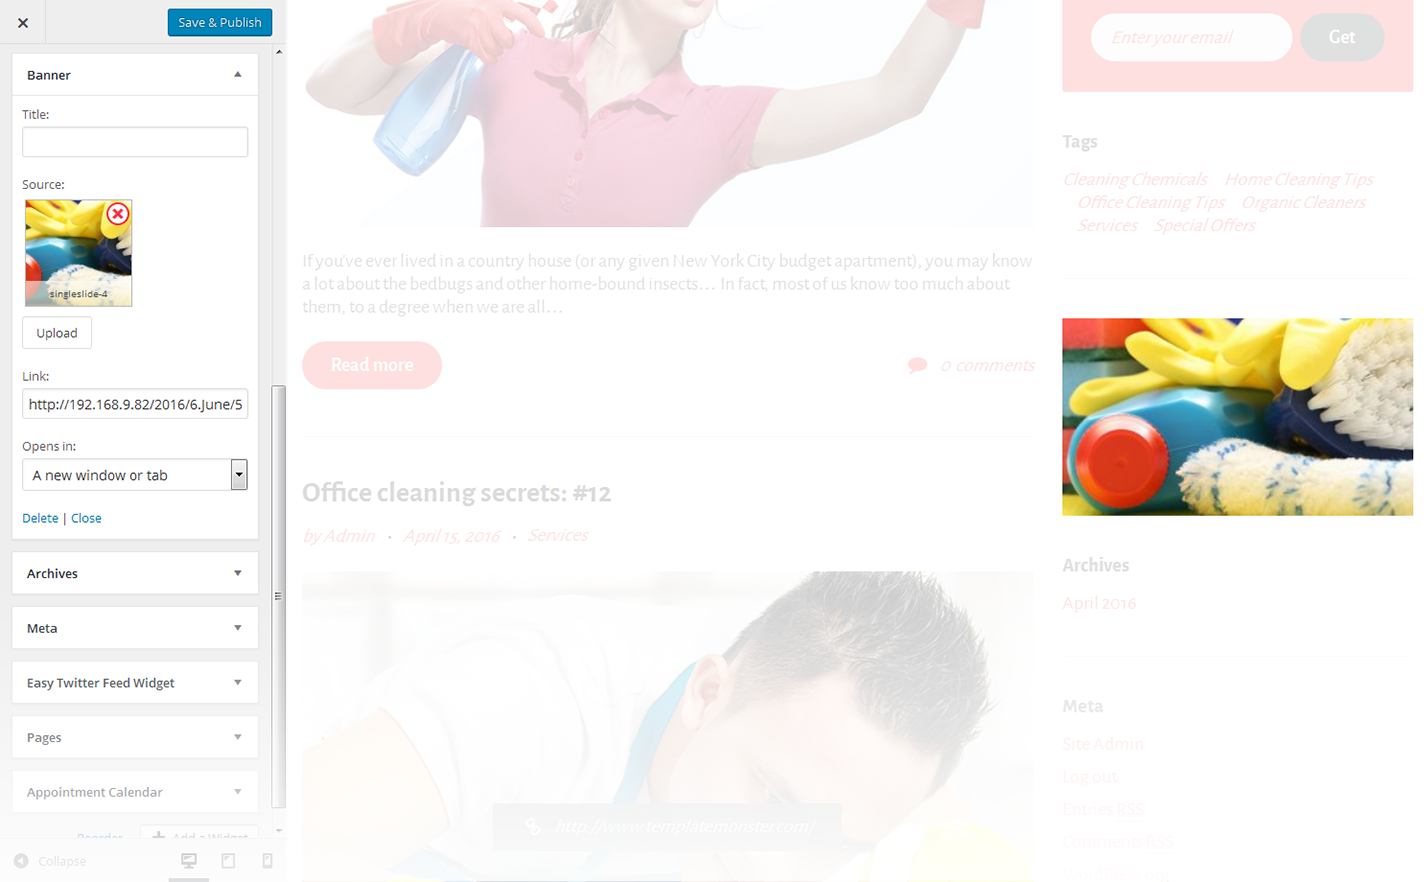 Save & Publish
Banner
Title:
Source:
singleslide-4
Upload
Link:
http://192.168.9.82/2016/6.June/5
Opens in:
A new window or tab
Delete | Close
Archives
Meta
Easy Twitter Feed Widget
Pages
Appointment Calendar
Reorder
Add a Widget
Collapse
If you've ever lived in a country house (or any given New York City budget apartment), you may know
a lot about the bedbugs and other home-bound insects… In fact, most of us know too much about
them, to a degree when we are all…
Read more
0 comments
Office cleaning secrets: #12
by Admin • April 15, 2016 • Services
http://www.templatemonster.com/
Enter your email
Get
Tags
Cleaning Chemicals Home Cleaning Tips
Office Cleaning Tips Organic Cleaners
Services Special Offers
Archives
April 2016
Meta
Site Admin
Log out
Entries RSS
Comments RSS
WordPress.org